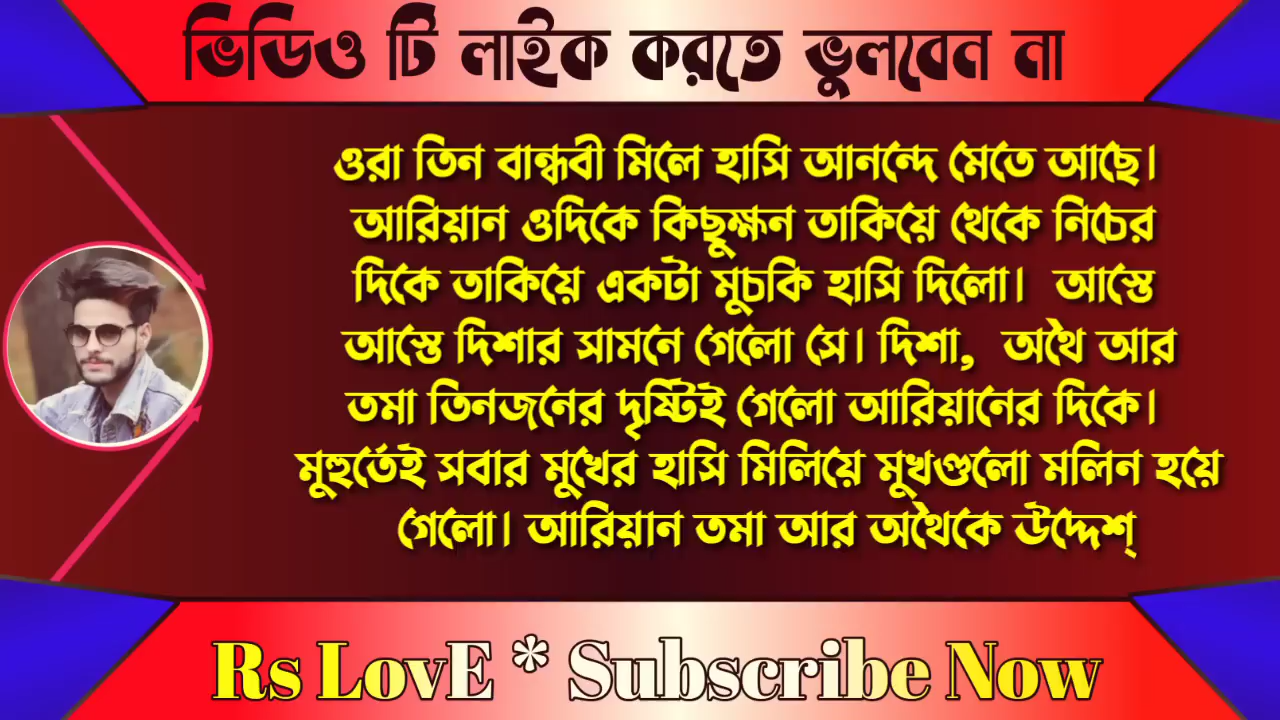 ভিডিও টি লাইক করতে ভুলবেন না
ওরা তিন বান্ধবী মিলে হাসি আনন্দে মেতে আছে।
আরিয়ান ওদিকে কিছুক্ষন তাকিয়ে থেকে নিচের
দিকে তাকিয়ে একটা মুচকি হাসি দিলো। আস্তে
আস্তে দিশার সামনে গেলো সে। দিশা, অথৈ আর
তমা তিনজনের দৃষ্টিই গেলো আরিয়ানের দিকে।
মুহুর্তেই সবার মুখের হাসি মিলিয়ে মুখগুলো মলিন হয়ে
গেলো। আরিয়ান তমা আর অথৈকে উদ্দেশ্
Rs LovE * Subscribe Now